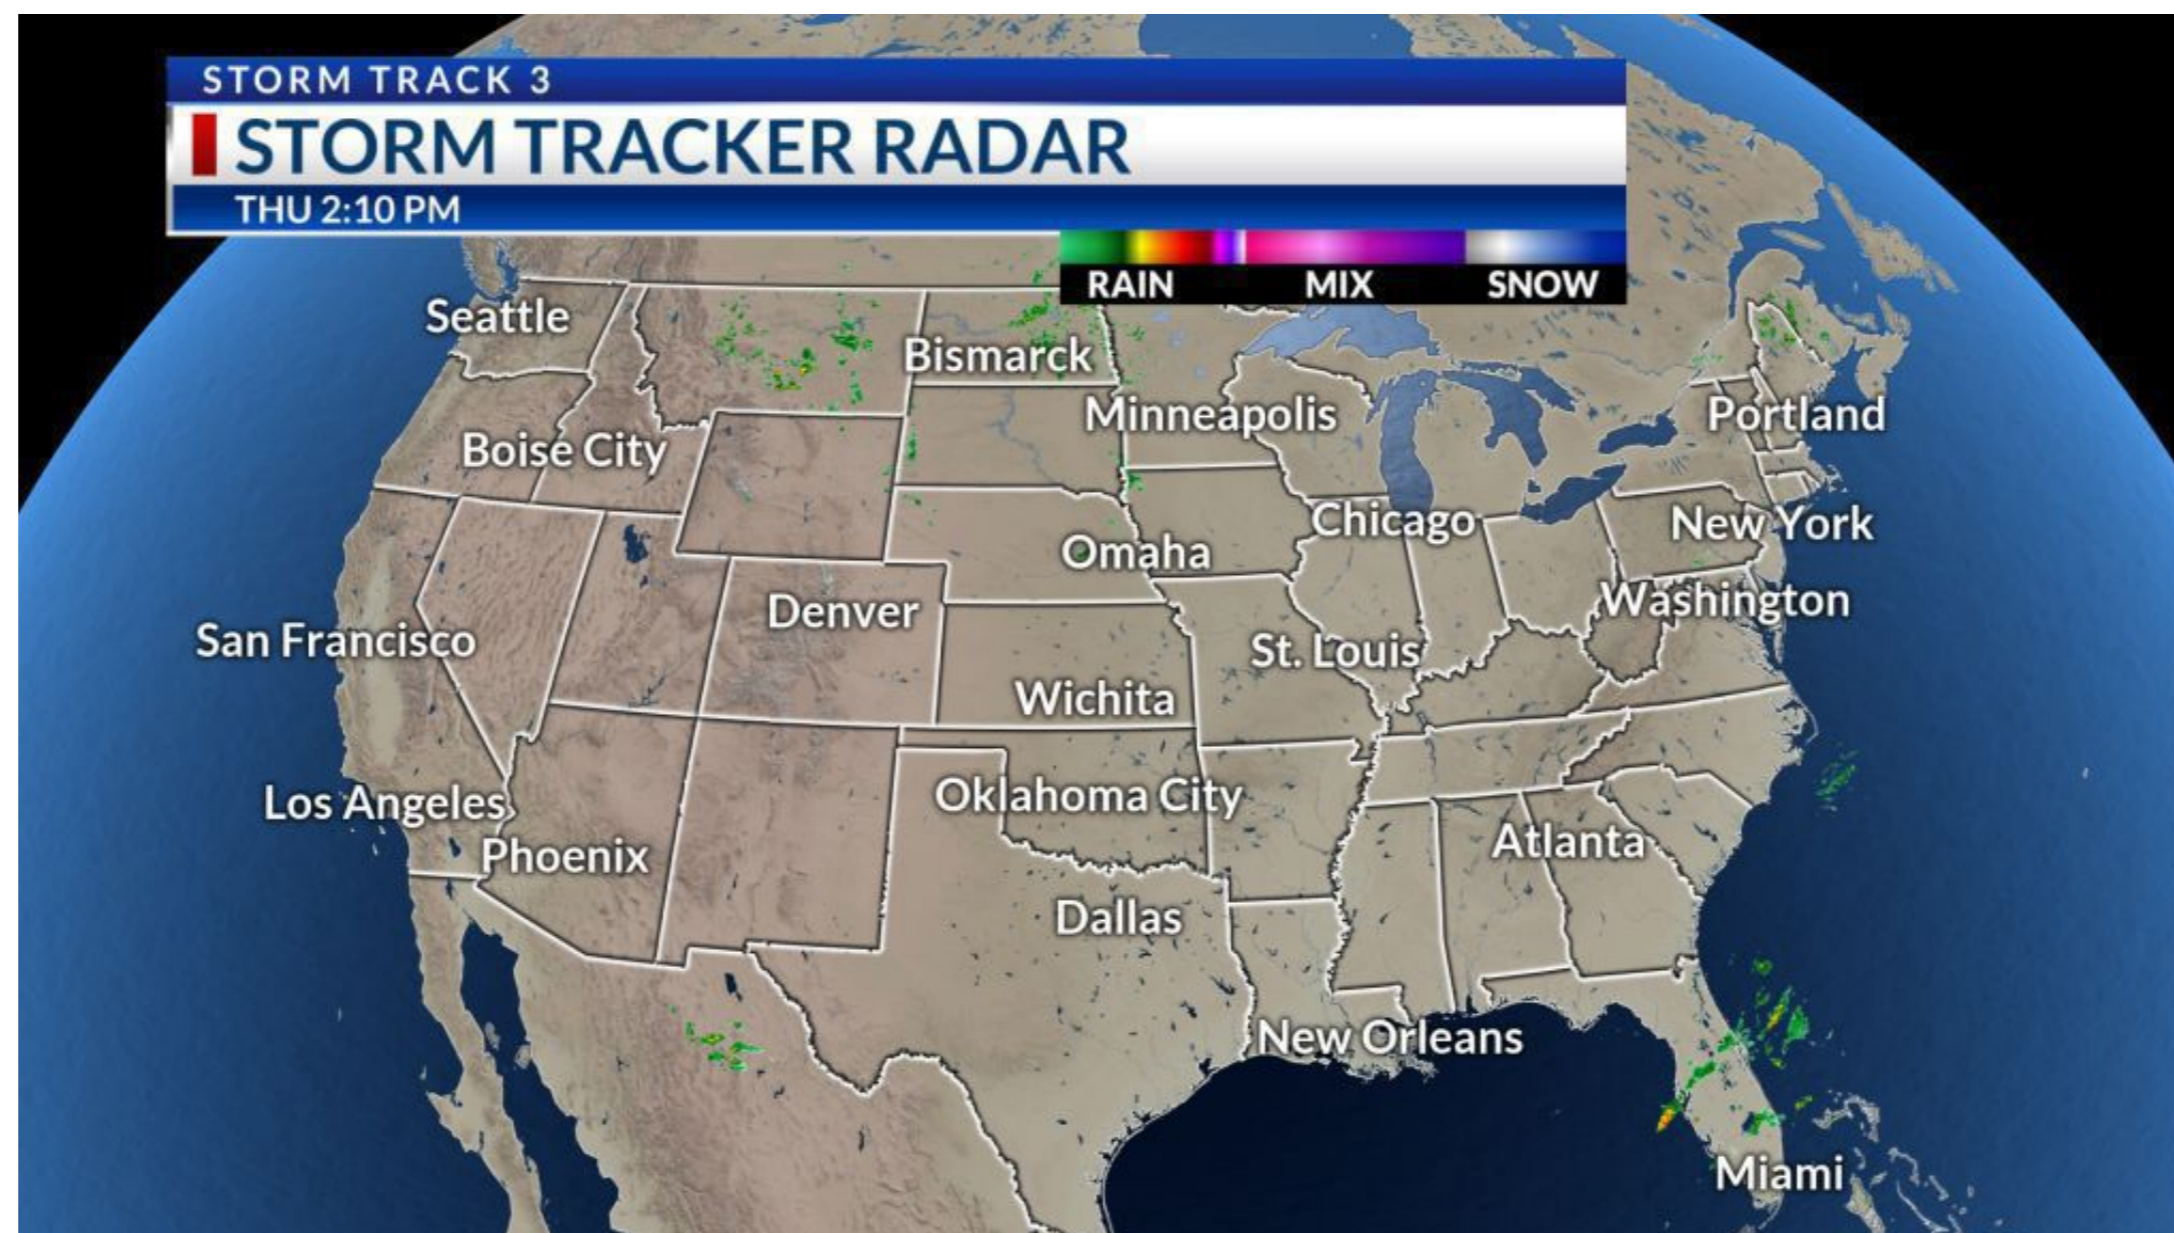 STORM TRACK 3
STORM TRACKER RADAR
THU 2:10 PM
RAIN MIX SNOW
Seattle
Bismarck
Minneapolis
Portland
Boise City
Chicago
New York
Omaha
Denver
Washington
San Francisco
St. Louis
Wichita
Los Angeles
Oklahoma City
Phoenix
Atlanta
Dallas
New Orleans
Miami